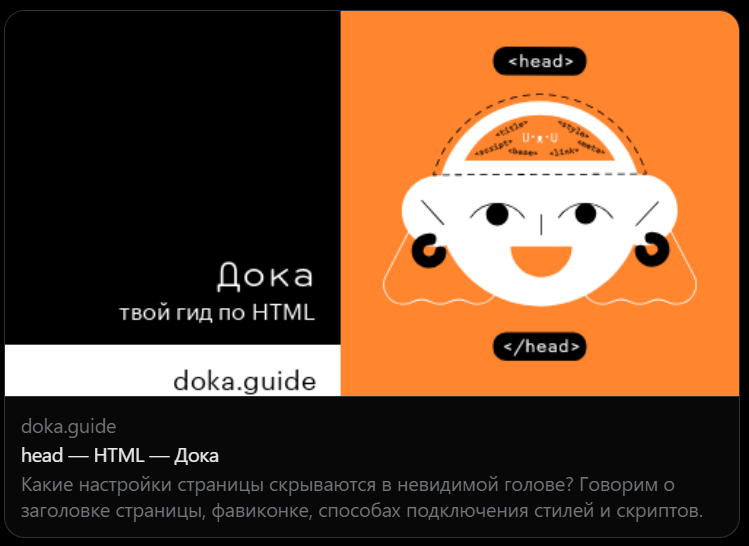 Дока
твой гид по HTML
doka.guide
<head>
<title>
<style>
U・ᴥ・U
<script>
<meta>
<base>
<link>
</head>
doka.guide
head — HTML — Дока
Какие настройки страницы скрываются в невидимой голове? Говорим о
заголовке страницы, фавиконке, способах подключения стилей и скриптов.